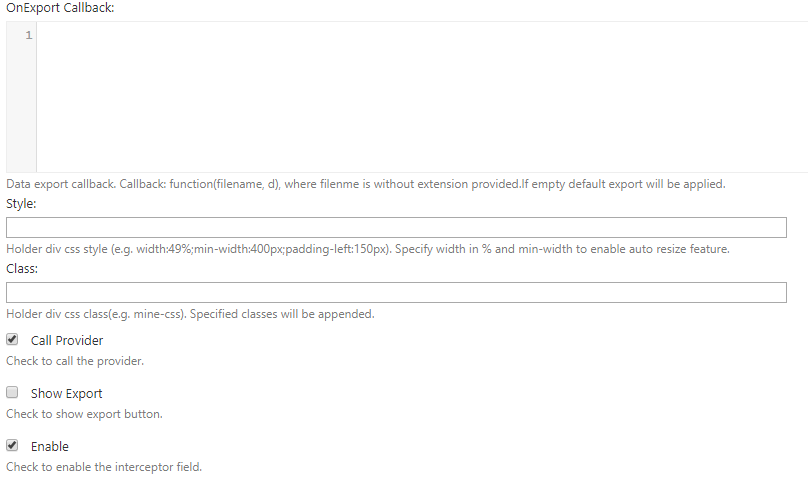 OnExport Callback:
1
Data export callback. Callback: function(filename, d), where filenme is without extension provided.If empty default export will be applied.
Style:
Holder div css style (e.g. width:49%;min-width:400px;padding-left:150px). Specify width in % and min-width to enable auto resize feature.
Class:
Holder div css class(e.g. mine-css). Specified classes will be appended.
Call Provider
Check to call the provider.
Show Export
Check to show export button.
Enable
Check to enable the interceptor field.